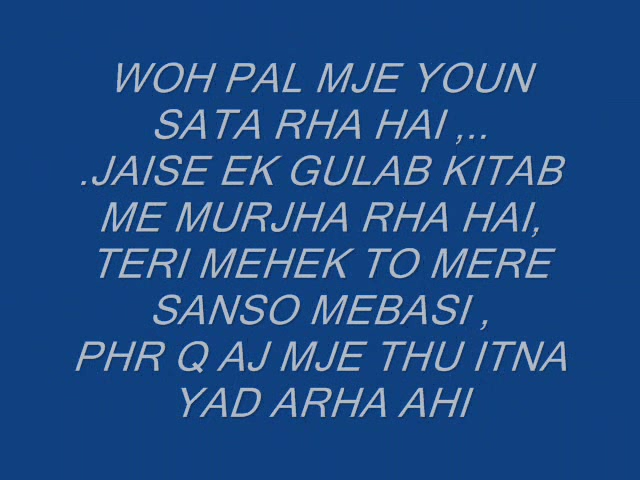 WOH PAL MJE YOUN
SATA RHA HAI ,..
.JAISE EK GULAB KITAB
ME MURJHA RHA HAI,
TERI MEHEK TO MERE
SANSO MEBASI ,
PHR Q AJ MJE THU ITNA
YAD ARHA AHI